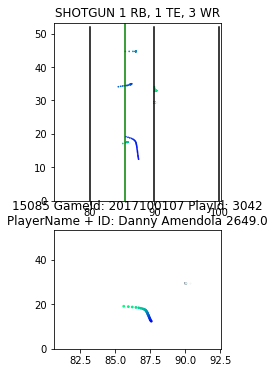 SHOTGUN 1 RB, 1 TE, 3 WR
50
40
30
20
10
0
80 90 100
15085 GameId: 2017100107 PlayId: 3042
PlayerName + ID: Danny Amendola 2649.0
40
20
0
82.5 85.0 87.5 90.0 92.5